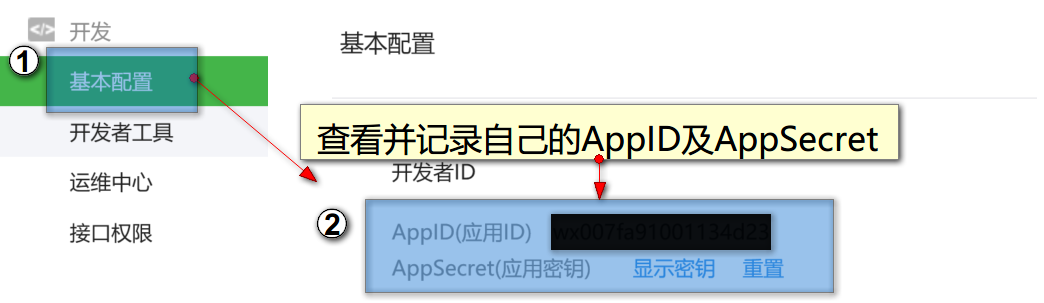 开发
①
基本配置
开发者工具
运维中心
接口权限
基本配置
查看并记录自己的AppID及AppSecret
开发者ID
②
AppID(应用ID)
AppSecret(应用密钥) 显示密钥 重置